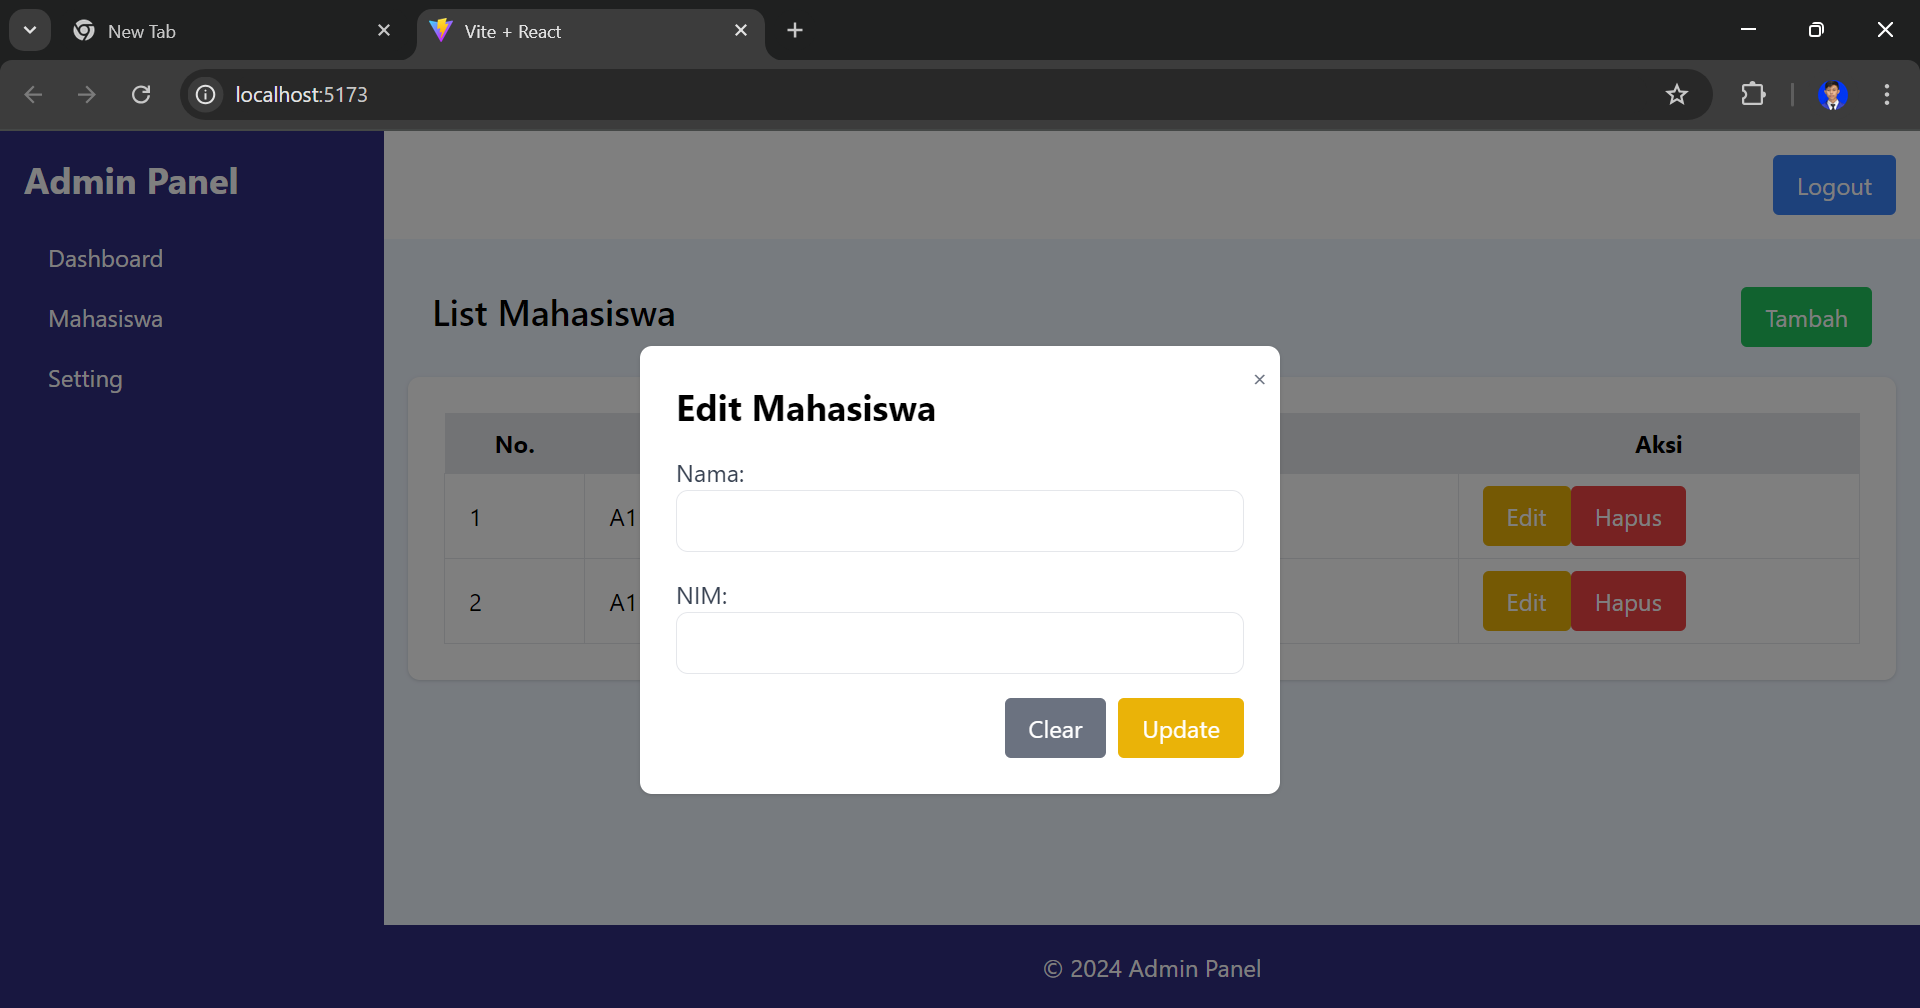 New Tab
Vite + React
localhost:5173
Admin Panel
Logout
Dashboard
Mahasiswa
Setting
List Mahasiswa
Tambah
×
Edit Mahasiswa
No.
Aksi
Nama:
1
A1
Edit
Hapus
NIM:
2
A1
Edit
Hapus
Clear
Update
© 2024 Admin Panel